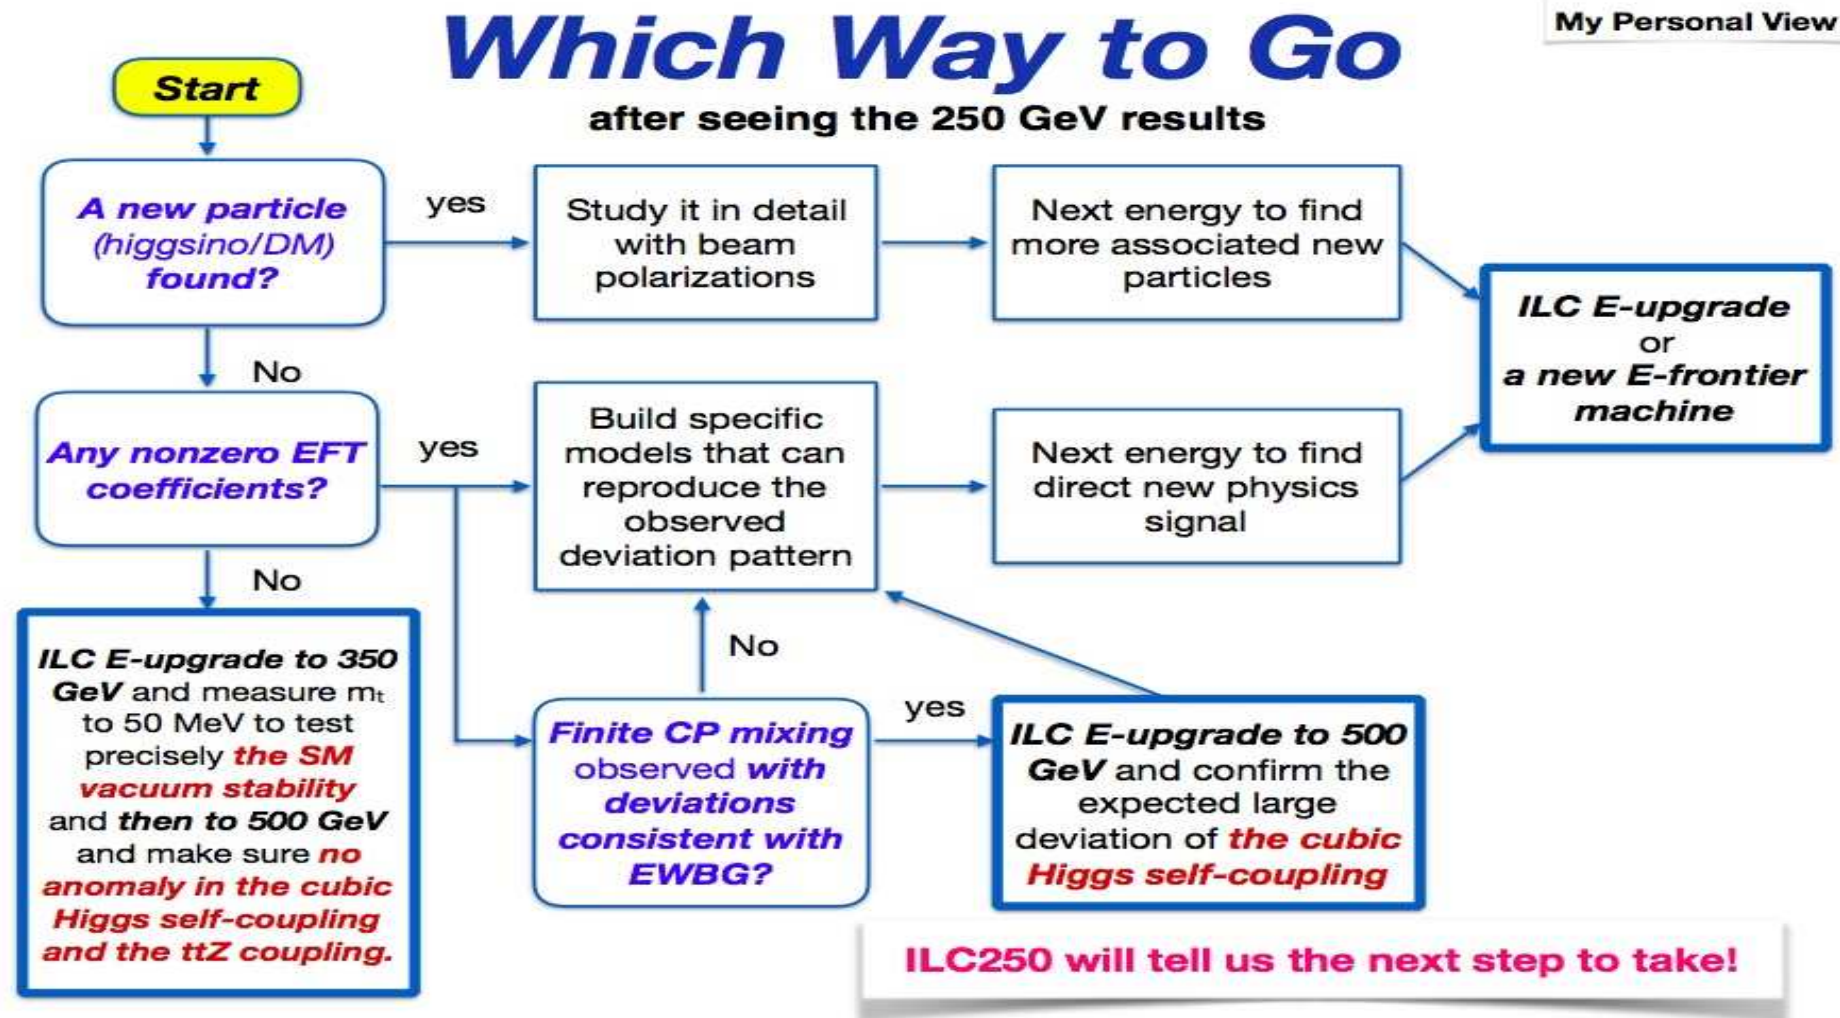 My Personal View
Which Way to Go
after seeing the 250 GeV results
Start
A new particle
(higgsino/DM)
found?
yes
Study it in detail
with beam
polarizations
Next energy to find
more associated new
particles
ILC E-upgrade
or
a new E-frontier
machine
No
Any nonzero EFT
coefficients?
yes
Build specific
models that can
reproduce the
observed
deviation pattern
Next energy to find
direct new physics
signal
No
ILC E-upgrade to 350
GeV and measure mt
to 50 MeV to test
precisely the SM
vacuum stability
and then to 500 GeV
and make sure no
anomaly in the cubic
Higgs self-coupling
and the ttZ coupling.
No
Finite CP mixing
observed with
deviations
consistent with
EWBG?
yes
ILC E-upgrade to 500
GeV and confirm the
expected large
deviation of the cubic
Higgs self-coupling
ILC250 will tell us the next step to take!